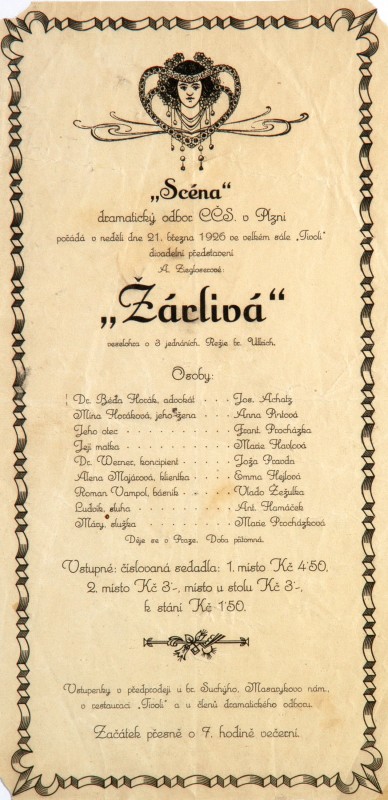 „Scéna“
dramatický odbor CČS. v Plzni
pořádá v neděli dne 21. března 1926 ve velkém sále „Tivoli“
divadelní představení
A. Ziegloserové:
„Žárlivá“
veselohra o 3 jednáních. Režie br. Ullrich.
Osoby:
Dr. Béďa Horák, advokát · · · Jos. Achatz
Mína Horáková, jeho žena · · · · Anna Pintová
Jeho otec · · · · · · · · Frant. Procházka
Její matka · · · · · · · · Marie Havlová
Dr. Werner, koncipient · · · · Joža Pravda
Alena Majárová, klientka · · · · Emma Hejlová
Roman Vampol, básník · · · · Vlado Žežulka
Ludvík, sluha · · · · · · · Ant. Hamáček
Máry, služka · · · · · · · Marie Procházková
Děje se v Praze. Doba přítomná.
Vstupné: číslovaná sedadla: 1. místo Kč 4·50,
2. místo Kč 3·-, místo u stolu Kč 3·-,
k stání Kč 1·50.
Vstupenky v předprodeji u br. Suchýho, Masarykovo nám.,
v restauraci „Tivoli“ a u členů dramatického odboru.
Začátek přesně o 7. hodině večerní.